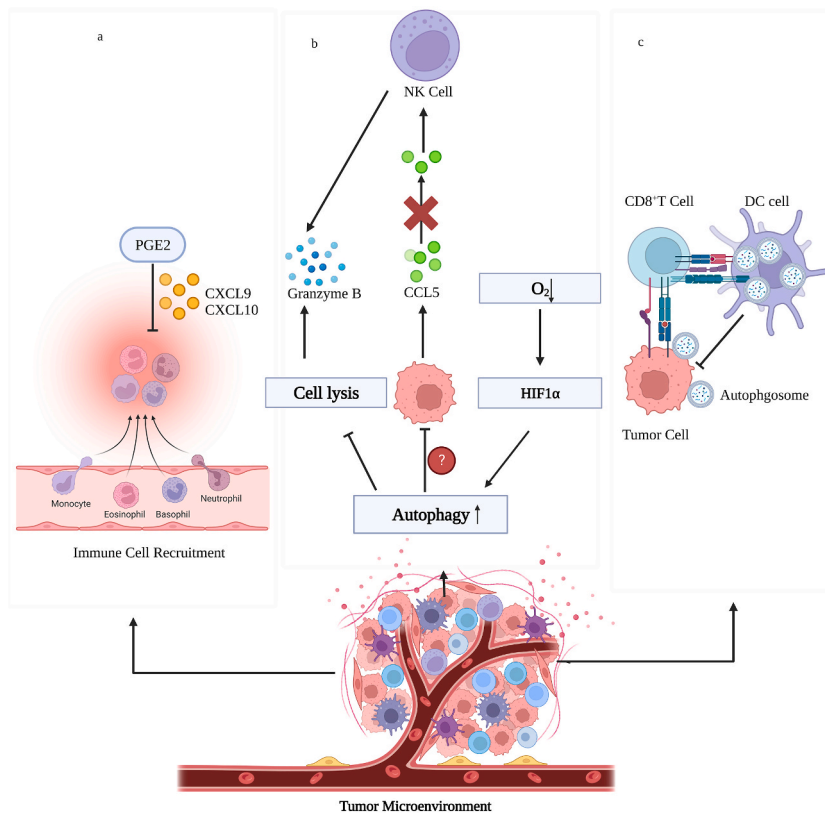 a
PGE2
CXCL9
CXCL10
Monocyte
Eosinophil
Basophil
Neutrophil
Immune Cell Recruitment
b
NK Cell
Granzyme B
CCL5
O₂↓
Cell lysis
HIF1α
?
Autophagy ↑
c
CD8⁺T Cell
DC cell
Autophgosome
Tumor Cell
Tumor Microenvironment